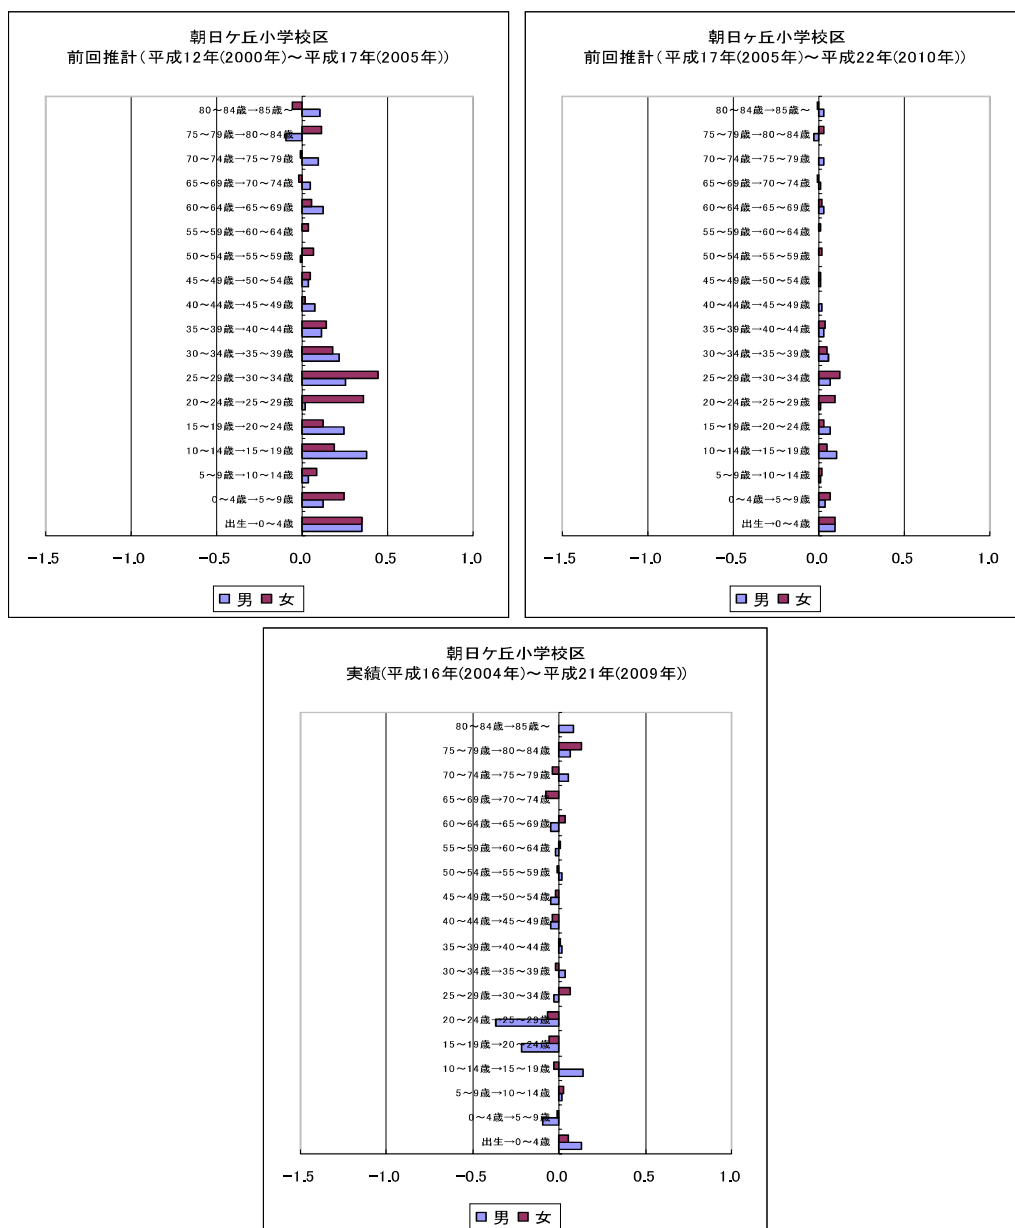 朝日ケ丘小学校区
前回推計(平成12年(2000年)～平成17年(2005年))
80～84歳→85歳～
75～79歳→80～84歳
70～74歳→75～79歳
65～69歳→70～74歳
60～64歳→65～69歳
55～59歳→60～64歳
50～54歳→55～59歳
45～49歳→50～54歳
40～44歳→45～49歳
35～39歳→40～44歳
30～34歳→35～39歳
25～29歳→30～34歳
20～24歳→25～29歳
15～19歳→20～24歳
10～14歳→15～19歳
5～9歳→10～14歳
0～4歳→5～9歳
出生→0～4歳
-1.5 -1.0 -0.5 0.0 0.5 1.0
男 女
朝日ヶ丘小学校区
前回推計(平成17年(2005年)～平成22年(2010年))
80～84歳→85歳～
75～79歳→80～84歳
70～74歳→75～79歳
65～69歳→70～74歳
60～64歳→65～69歳
55～59歳→60～64歳
50～54歳→55～59歳
45～49歳→50～54歳
40～44歳→45～49歳
35～39歳→40～44歳
30～34歳→35～39歳
25～29歳→30～34歳
20～24歳→25～29歳
15～19歳→20～24歳
10～14歳→15～19歳
5～9歳→10～14歳
0～4歳→5～9歳
出生→0～4歳
-1.5 -1.0 -0.5 0.0 0.5 1.0
男 女
朝日ケ丘小学校区
実績(平成16年(2004年)～平成21年(2009年))
80～84歳→85歳～
75～79歳→80～84歳
70～74歳→75～79歳
65～69歳→70～74歳
60～64歳→65～69歳
55～59歳→60～64歳
50～54歳→55～59歳
45～49歳→50～54歳
40～44歳→45～49歳
35～39歳→40～44歳
30～34歳→35～39歳
25～29歳→30～34歳
20～24歳→25～29歳
15～19歳→20～24歳
10～14歳→15～19歳
5～9歳→10～14歳
0～4歳→5～9歳
出生→0～4歳
-1.5 -1.0 -0.5 0.0 0.5 1.0
男 女